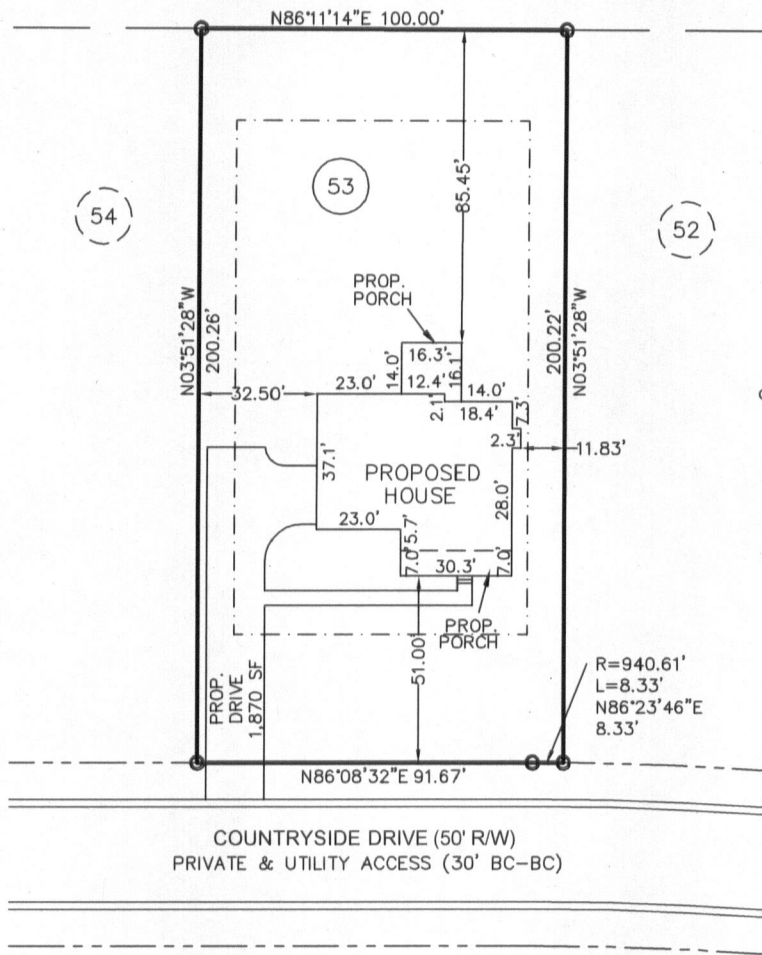 N86°11'14"E 100.00'
53
54
52
85.45'
N03°51'28"W
200.26'
200.22'
N03°51'28"W
PROP.
PORCH
16.3'
14.0'
16.1'
23.0'
12.4'
14.0'
32.50'
2.1'
18.4'
7.3'
2.3'
11.83'
37.1'
PROPOSED
HOUSE
28.0'
23.0'
5.7'
7.0'
30.3'
7.0'
PROP.
PORCH
51.00'
PROP.
DRIVE
1,870 SF
R=940.61'
L=8.33'
N86°23'46"E
8.33'
N86°08'32"E 91.67'
COUNTRYSIDE DRIVE (50' R/W)
PRIVATE & UTILITY ACCESS (30' BC-BC)